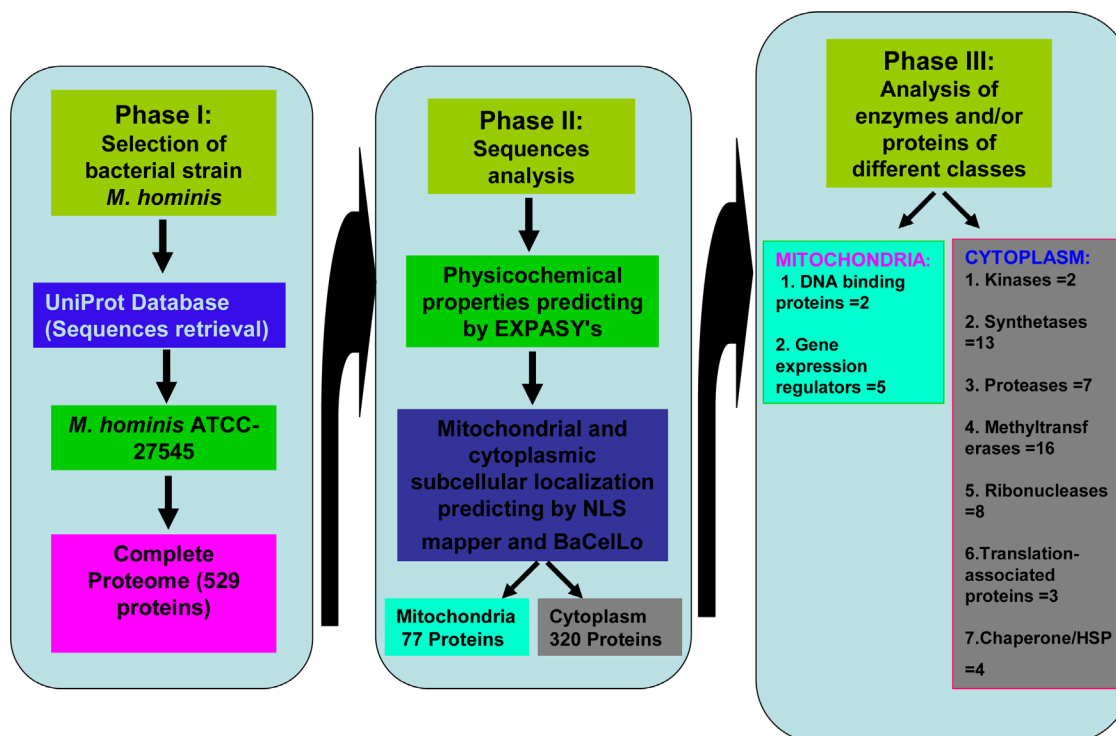 Phase I:
Selection of
bacterial strain
M. hominis
UniProt Database
(Sequences retrieval)
M. hominis ATCC-
27545
Complete
Proteome (529
proteins)
Phase II:
Sequences
analysis
Physicochemical
properties predicting
by EXPASY's
Mitochondrial and
cytoplasmic
subcellular localization
predicting by NLS
mapper and BaCelLo
Mitochondria
77 Proteins
Cytoplasm
320 Proteins
Phase III:
Analysis of
enzymes and/or
proteins of
different classes
MITOCHONDRIA:
1. DNA binding
proteins =2
2. Gene
expression
regulators =5
CYTOPLASM:
1. Kinases =2
2. Synthetases
=13
3. Proteases =7
4. Methyltransf
erases =16
5. Ribonucleases
=8
6.Translation-
associated
proteins =3
7.Chaperone/HSP
=4